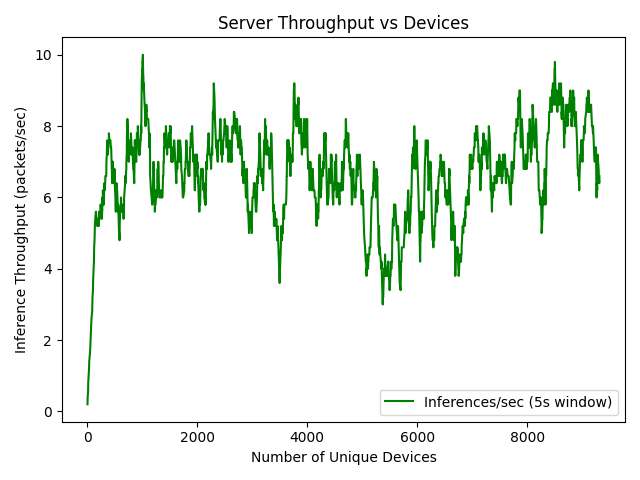 Server Throughput vs Devices
Inference Throughput (packets/sec)
10
8
6
4
2
0
Inferences/sec (5s window)
0 2000 4000 6000 8000
Number of Unique Devices